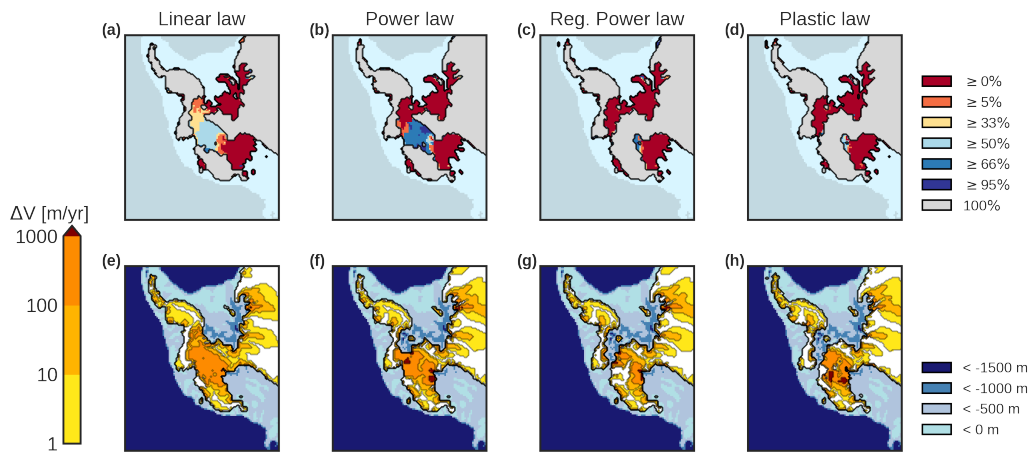 Linear law
Power law
Reg. Power law
Plastic law
(a)
(b)
(c)
(d)
≥ 0%
≥ 5%
≥ 33%
≥ 50%
≥ 66%
≥ 95%
100%
ΔV [m/yr]
1000
100
10
1
(e)
(f)
(g)
(h)
< -1500 m
< -1000 m
< -500 m
< 0 m